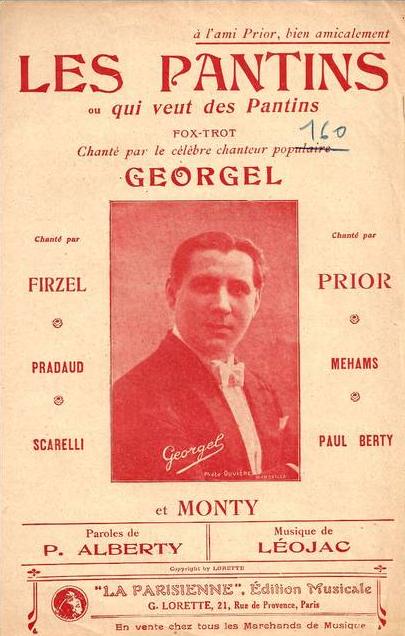 à l'ami Prior, bien amicalement
LES PANTINS
ou qui veut des Pantins
FOX-TROT
160
Chanté par le célèbre chanteur populaire
GEORGEL
Chanté par
FIRZEL
PRADAUD
SCARELLI
Chanté par
PRIOR
MEHAMS
PAUL BERTY
Georgel
Photo OUVIÈRE MARSEILLE
et MONTY
Paroles de
P. ALBERTY
Musique de
LÉOJAC
Copyright by LORETTE
"LA PARISIENNE", Édition Musicale
G. LORETTE, 21, Rue de Provence, Paris
En vente chez tous les Marchands de Musique